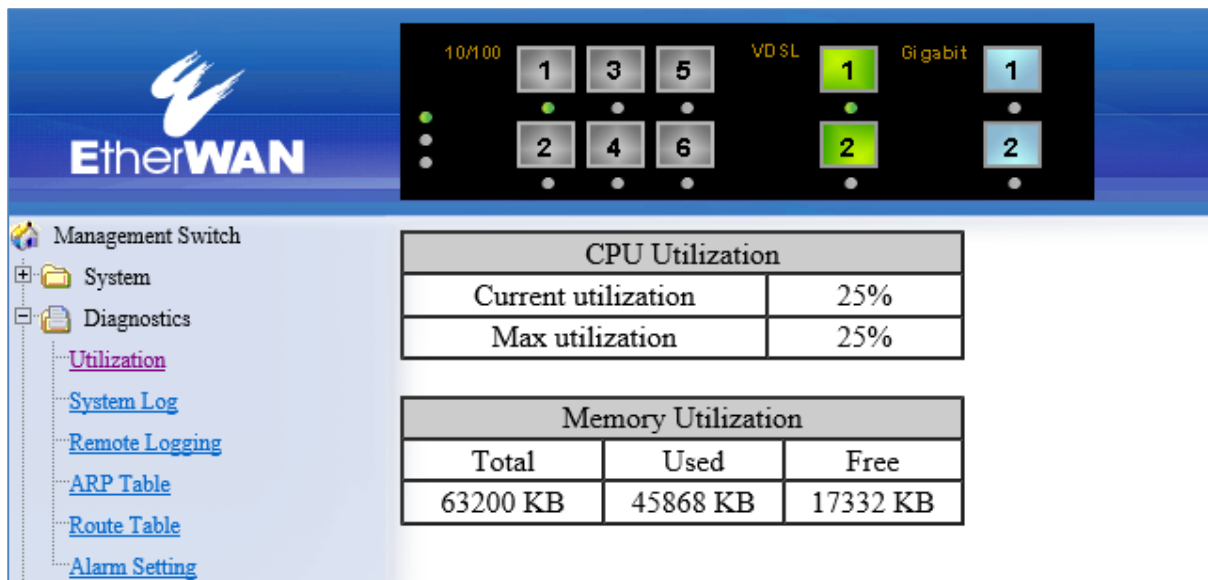 10/100 1 3 5 VDSL 1 Gigabit 1
2 4 6 2 2
EtherWAN
Management Switch
System
Diagnostics
Utilization
System Log
Remote Logging
ARP Table
Route Table
Alarm Setting
CPU Utilization
Current utilization 25%
Max utilization 25%
Memory Utilization
Total Used Free
63200 KB 45868 KB 17332 KB